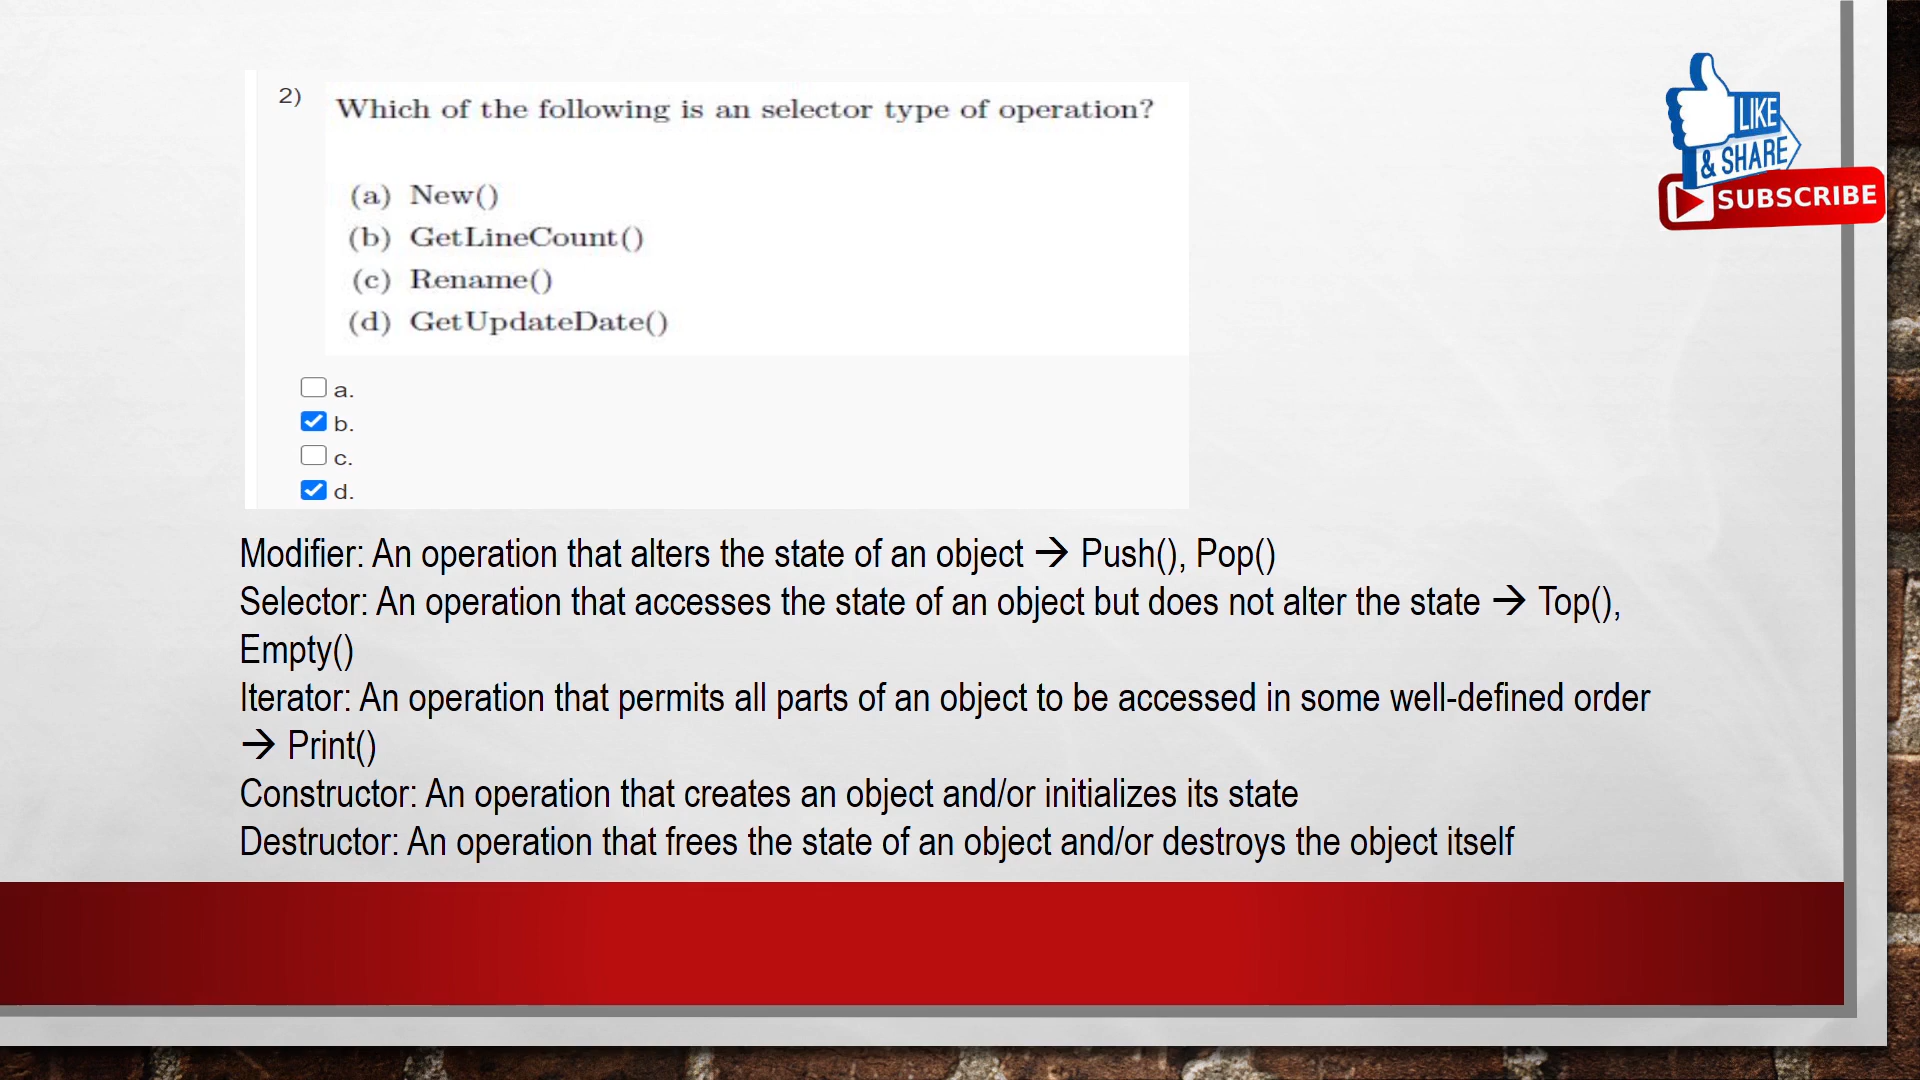 2)
Which of the following is an selector type of operation?
(a) New()
(b) GetLineCount()
(c) Rename()
(d) GetUpdateDate()
a.
b.
c.
d.
Modifier: An operation that alters the state of an object → Push(), Pop()
Selector: An operation that accesses the state of an object but does not alter the state → Top(),
Empty()
Iterator: An operation that permits all parts of an object to be accessed in some well-defined order
→ Print()
Constructor: An operation that creates an object and/or initializes its state
Destructor: An operation that frees the state of an object and/or destroys the object itself
LIKE
& SHARE
SUBSCRIBE